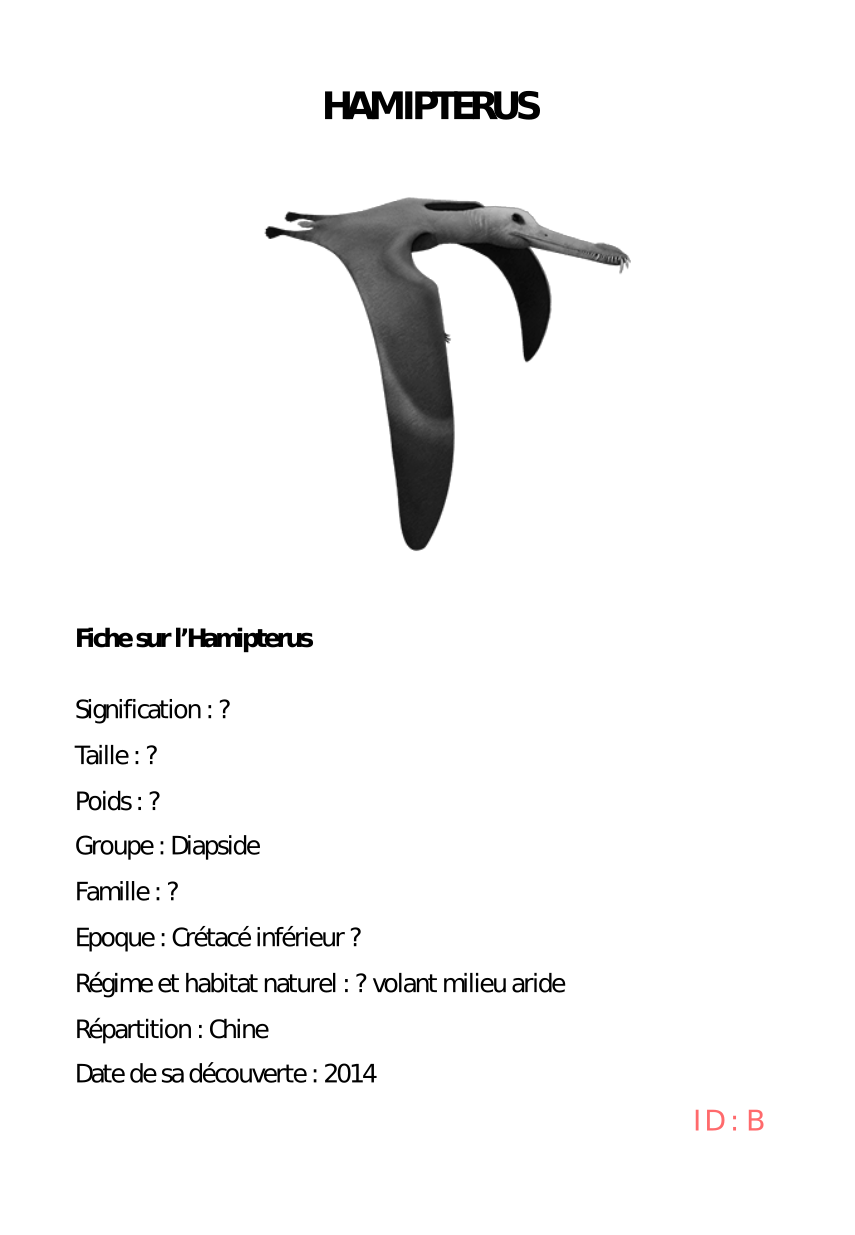 HAMIPTERUS
Fiche sur l’Hamipterus
Signification : ?
Taille : ?
Poids : ?
Groupe : Diapside
Famille : ?
Epoque : Crétacé inférieur ?
Régime et habitat naturel : ? volant milieu aride
Répartition : Chine
Date de sa découverte : 2014
ID : B